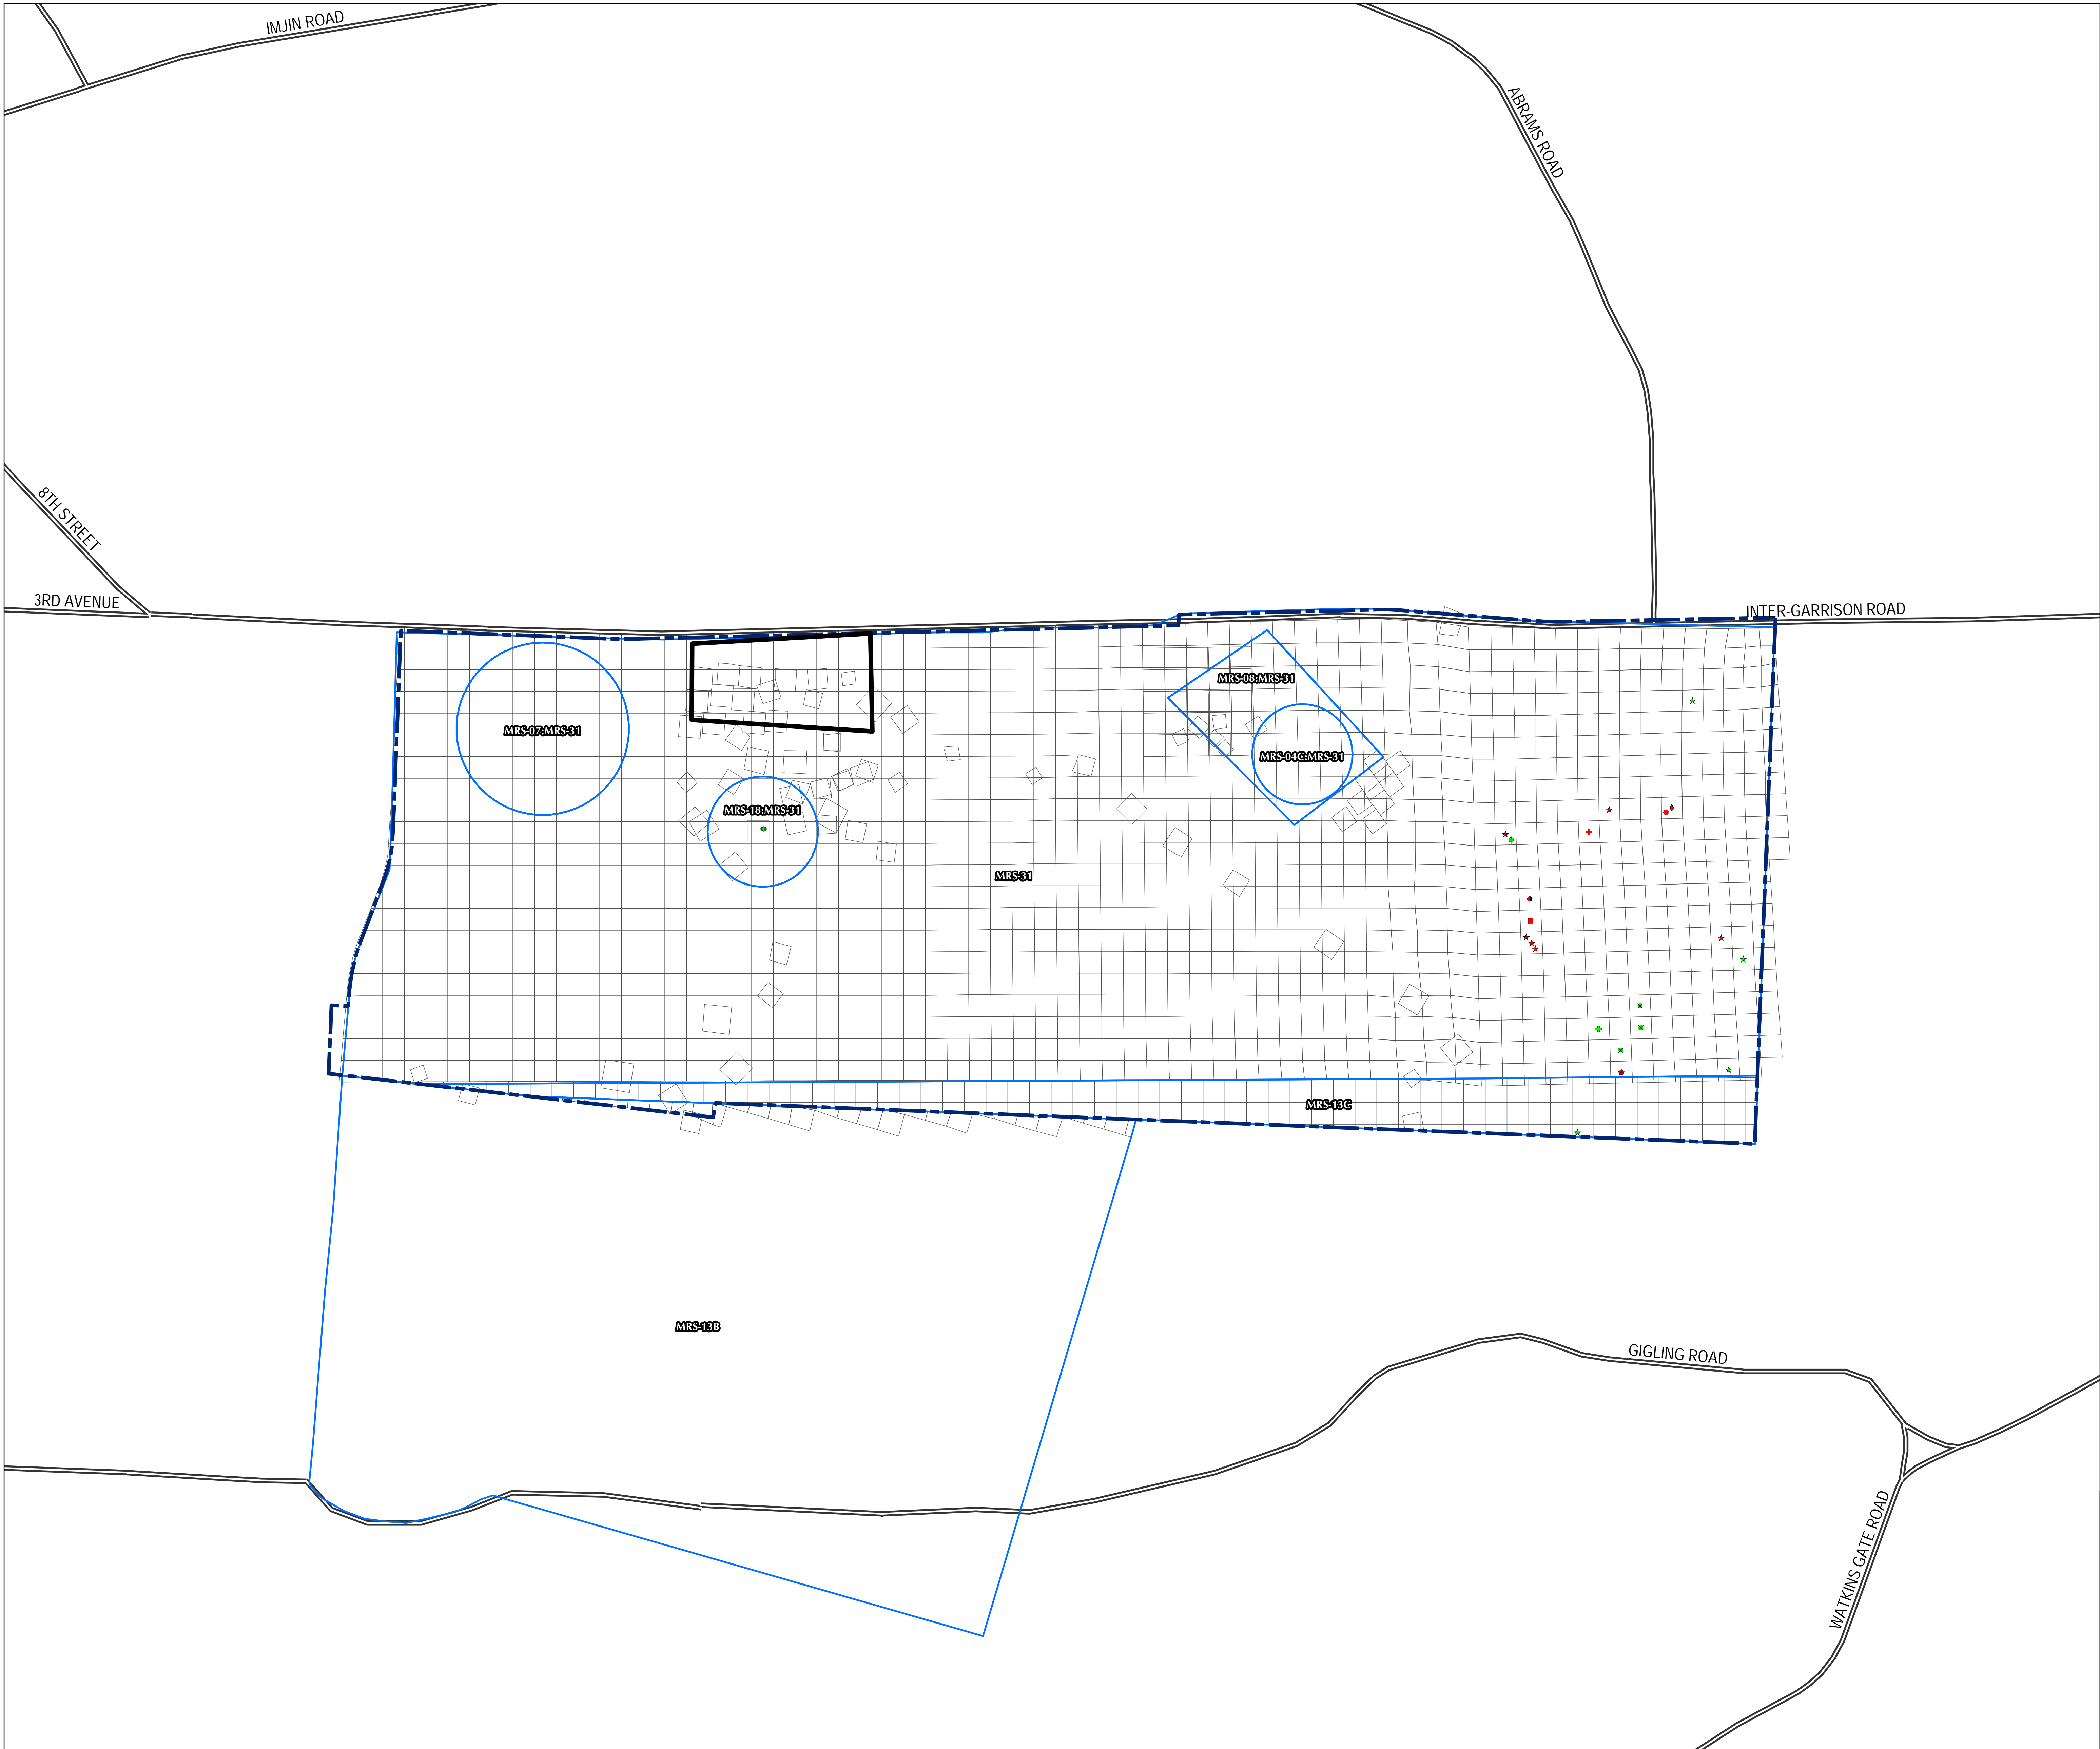 IMJIN ROAD
ABRAMS ROAD
8TH STREET
3RD AVENUE
INTER-GARRISON ROAD
MRS-08:MRS-31
MRS-07:MRS-31
MRS-04C:MRS-31
MRS-18:MRS-31
MRS-31
MRS-13C
MRS-13B
GIGLING ROAD
WATKINS GATE ROAD